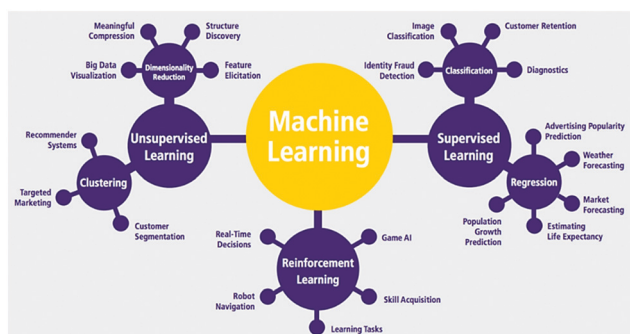 Meaningful
Compression
Structure
Discovery
Big Data
Visualization
Dimensionality
Reduction
Feature
Elicitation
Unsupervised
Learning
Recommender
Systems
Clustering
Targeted
Marketing
Customer
Segmentation
Machine
Learning
Image
Classification
Customer Retention
Identity Fraud
Detection
Classification
Diagnostics
Supervised
Learning
Advertising Popularity
Prediction
Weather
Forecasting
Regression
Market
Forecasting
Population
Growth
Prediction
Estimating
Life Expectancy
Real-Time
Decisions
Game AI
Reinforcement
Learning
Robot
Navigation
Skill Acquisition
Learning Tasks